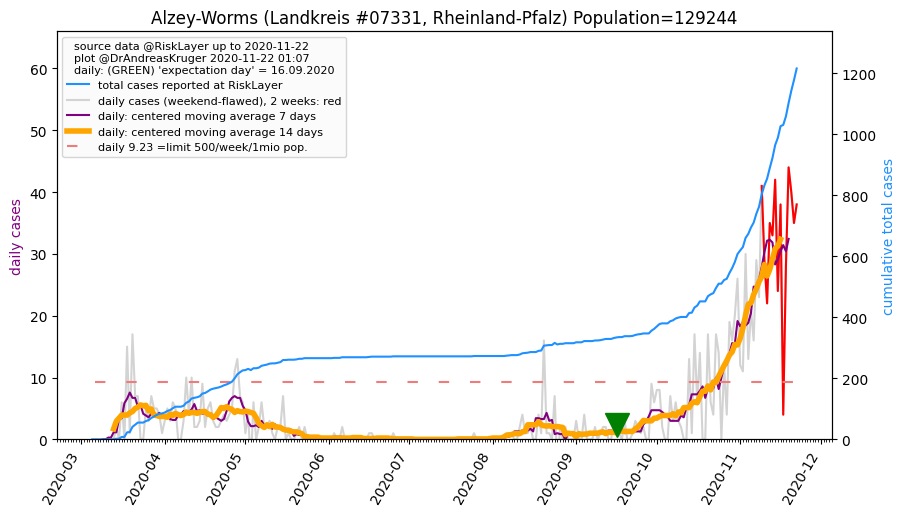 Alzey-Worms (Landkreis #07331, Rheinland-Pfalz) Population=129244
source data @RiskLayer up to 2020-11-22
plot @DrAndreasKruger 2020-11-22 01:07
daily: (GREEN) 'expectation day' = 16.09.2020
total cases reported at RiskLayer
daily cases (weekend-flawed), 2 weeks: red
daily: centered moving average 7 days
daily: centered moving average 14 days
daily 9.23 =limit 500/week/1mio pop.
daily cases
60
50
40
30
20
10
0
cumulative total cases
1200
1000
800
600
400
200
0
2020-03
2020-04
2020-05
2020-06
2020-07
2020-08
2020-09
2020-10
2020-11
2020-12